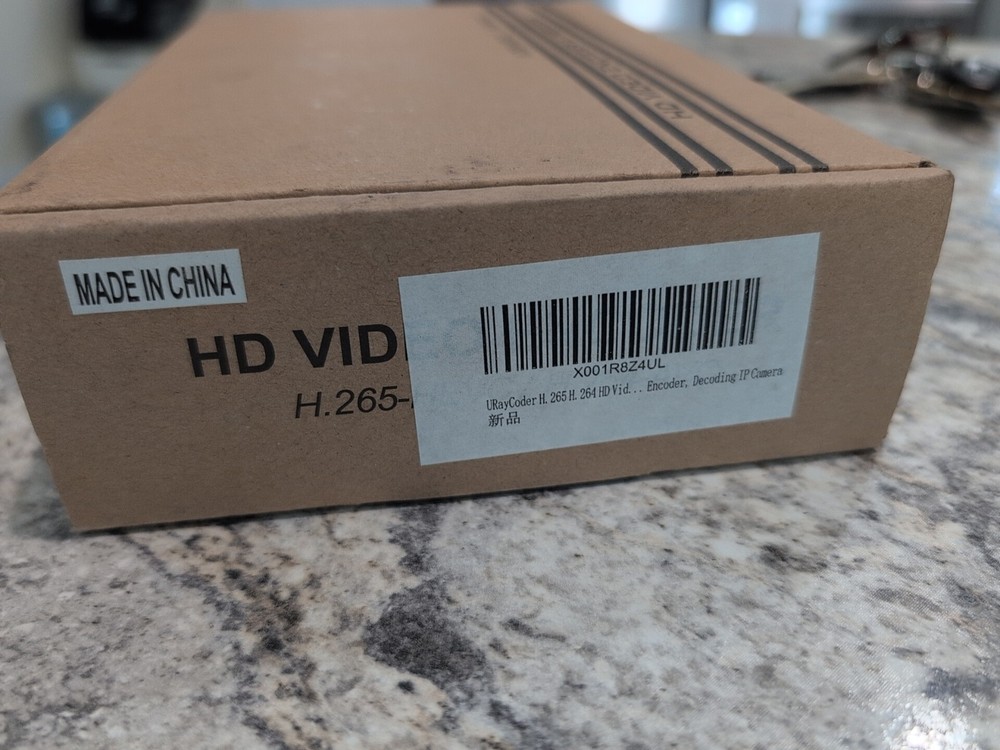 MADE IN CHINA
HD VID
H.265-
X001R8Z4UL
URayCoder H.265 H.264 HD Vid... Encoder, Decoding IP Camera
新品